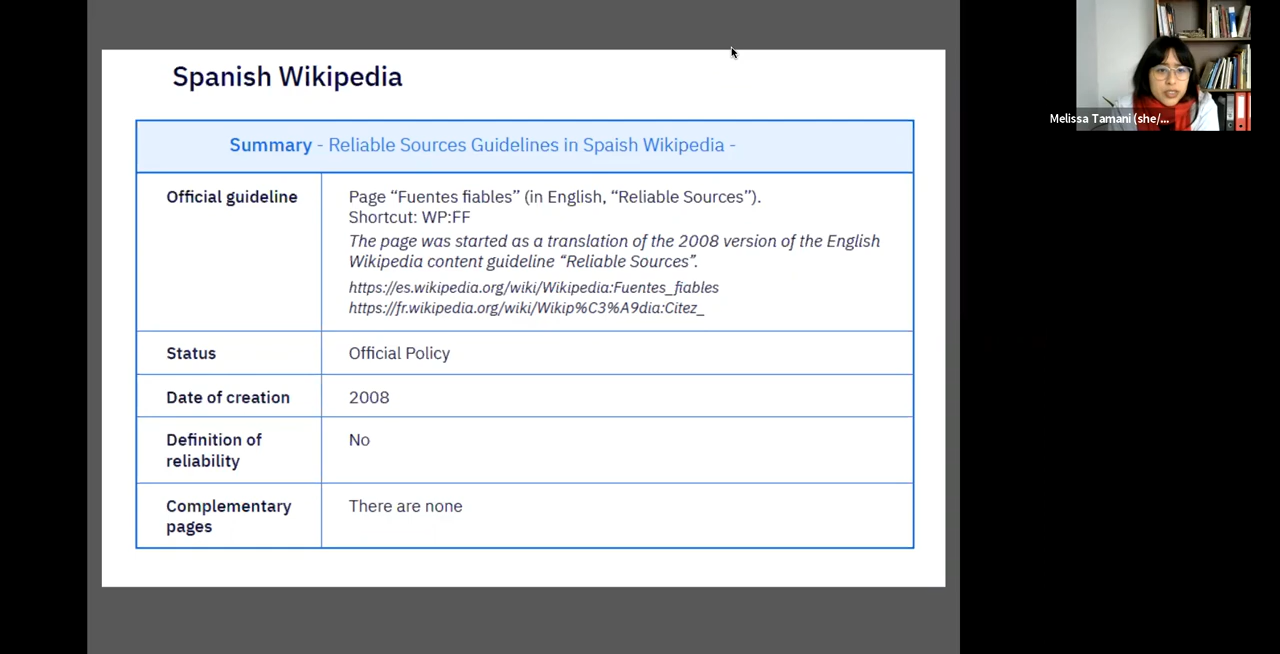 Spanish Wikipedia
Summary - Reliable Sources Guidelines in Spaish Wikipedia -
Official guideline
Page “Fuentes fiables” (in English, “Reliable Sources”).
Shortcut: WP:FF
The page was started as a translation of the 2008 version of the English
Wikipedia content guideline “Reliable Sources”.
https://es.wikipedia.org/wiki/Wikipedia:Fuentes_fiables
https://fr.wikipedia.org/wiki/Wikip%C3%A9dia:Citez_
Status
Official Policy
Date of creation
2008
Definition of
reliability
No
Complementary
pages
There are none
Melissa Tamani (she/...